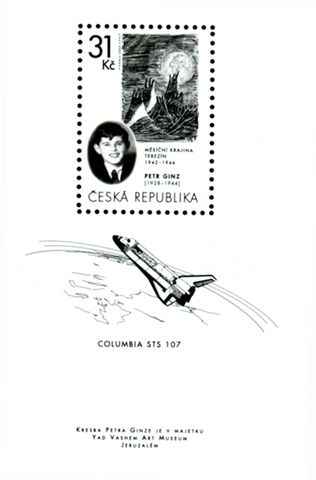 31
Kč
MĚSÍČNÍ KRAJINA
TEREZÍN
1942-1944
PETR GINZ
[1928-1944]
ČESKÁ REPUBLIKA
COLUMBIA STS 107
KRESBA PETRA GINZE JE V MAJETKU
YAD VASHEM ART MUSEUM
JERUZALÉM